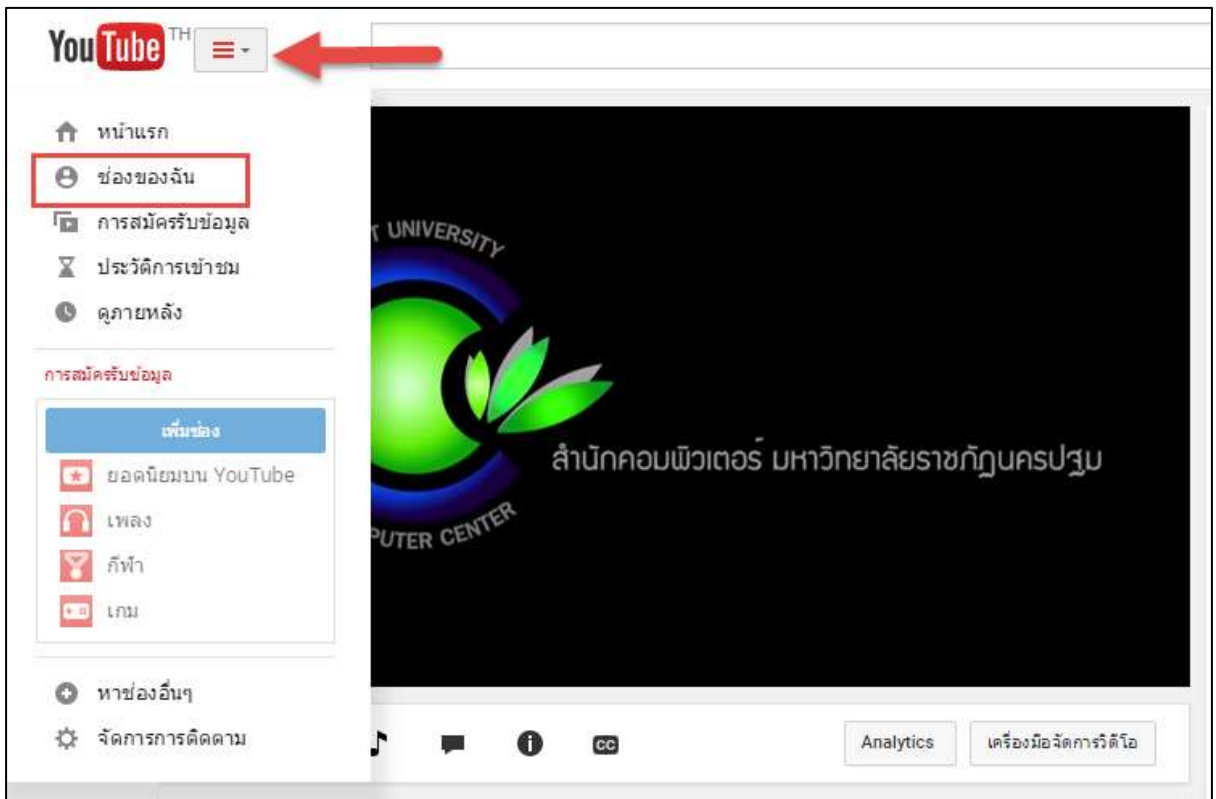 YouTube TH
หน้าแรก
ช่องของฉัน
การสมัครรับข้อมูล
ประวัติการเข้าชม
ดูภายหลัง
การสมัครรับข้อมูล
เพิ่มช่อง
ยอดนิยมบน YouTube
เพลง
กีฬา
เกม
หาช่องอื่นๆ
จัดการการติดตาม
T UNIVERSITY
PUTER CENTER
สำนักคอมพิวเตอร์ มหาวิทยาลัยราชภัฏนครปฐม
CC
Analytics
เครื่องมือจัดการวิดีโอ